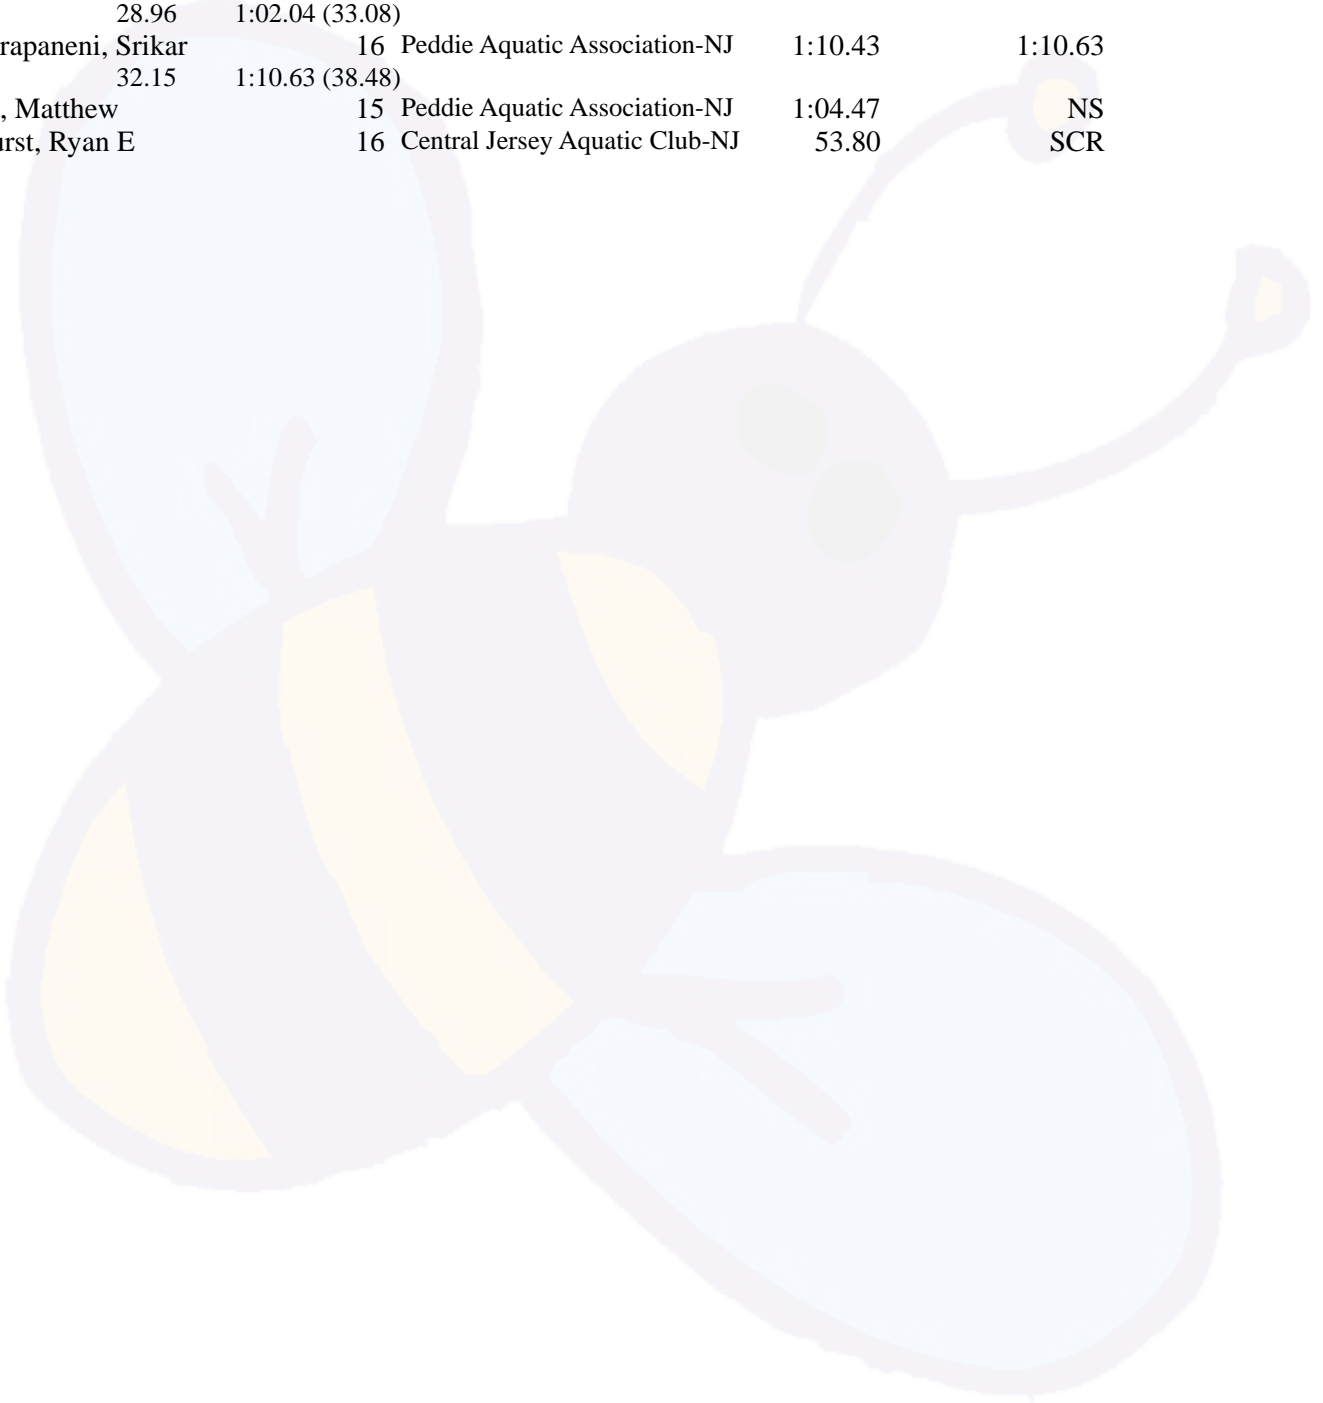 28.96 1:02.04 (33.08)
rapaneni, Srikar 16 Peddie Aquatic Association-NJ 1:10.43 1:10.63
32.15 1:10.63 (38.48)
, Matthew 15 Peddie Aquatic Association-NJ 1:04.47 NS
urst, Ryan E 16 Central Jersey Aquatic Club-NJ 53.80 SCR